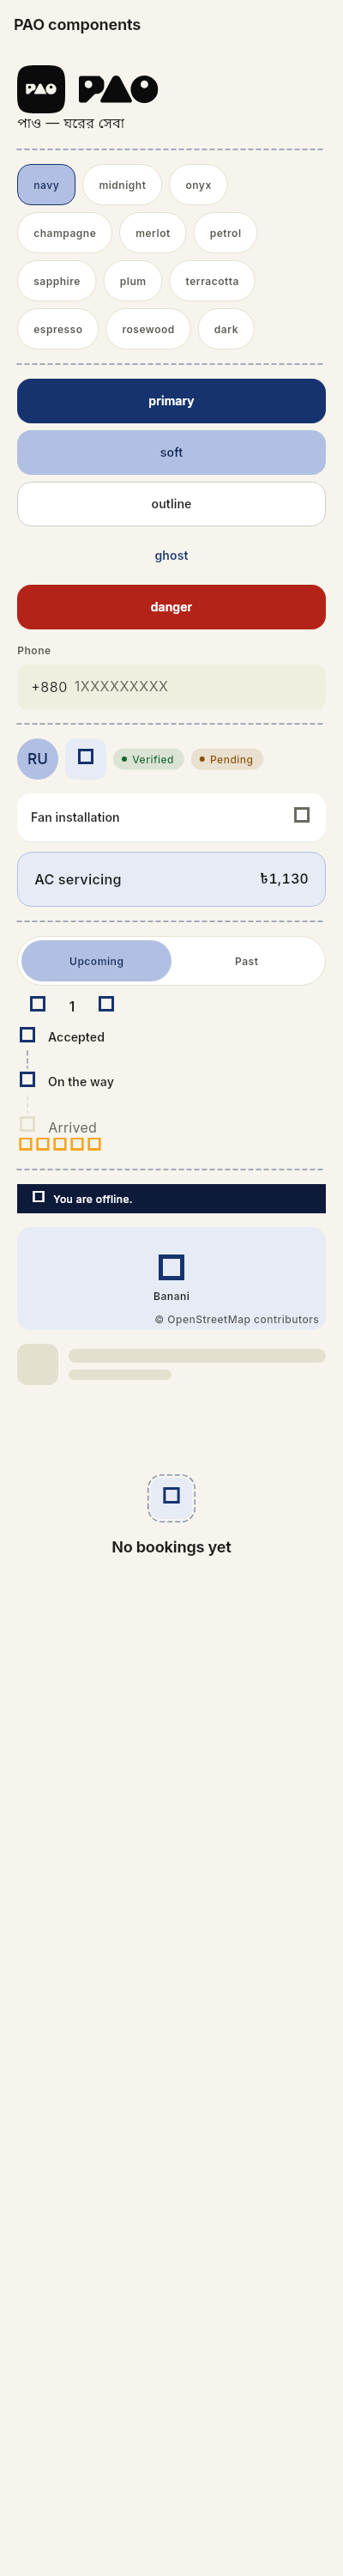 PAO components
PAO PAO
পাও — ঘরের সেবা
navy midnight onyx
champagne merlot petrol
sapphire plum terracotta
espresso rosewood dark
primary
soft
outline
ghost
danger
Phone
+880 1XXXXXXXXX
RU Verified Pending
Fan installation
AC servicing ৳1,130
Upcoming Past
1
Accepted
On the way
Arrived
You are offline.
Banani
© OpenStreetMap contributors
No bookings yet